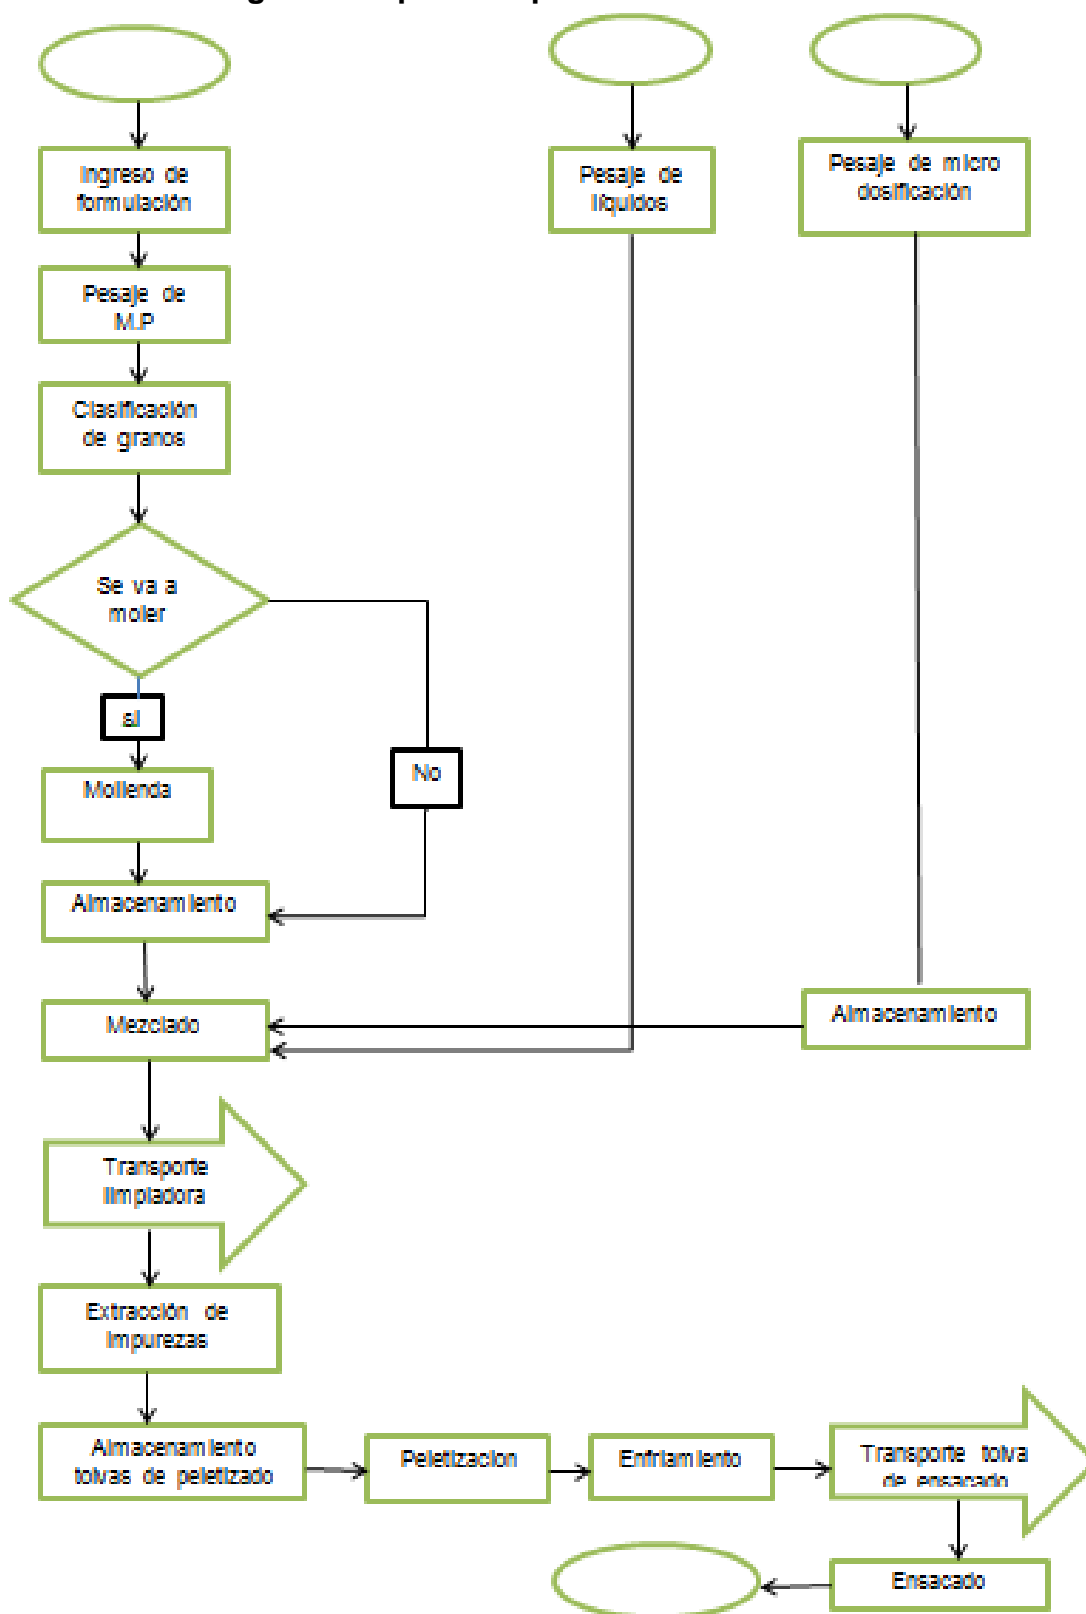 Ingreso de
formulación
Pesaje de
líquidos
Pesaje de micro
dosificación
Pesaje de
M.P
Clasificación
de granos
Se va a
moler
si
No
Molienda
Almacenamiento
Mezclado
Almacenamiento
Transporte
limpiadora
Extracción de
impurezas
Almacenamiento
tolvas de peletizado
Peletizacion
Enfriamiento
Transporte tolva
de ensacado
Ensacado